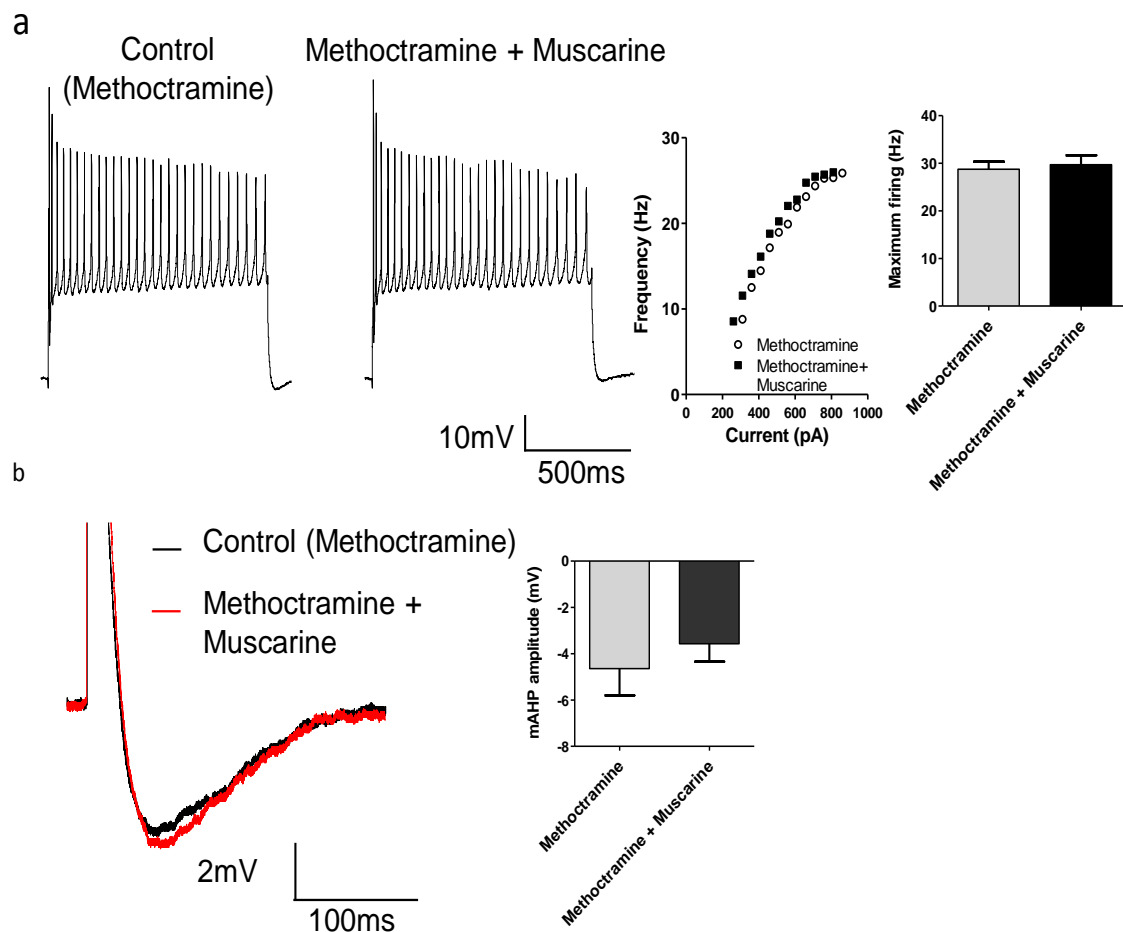 a
Control
(Methoctramine)
Methoctramine + Muscarine
10mV
500ms
Frequency (Hz)
30
20
10
0
Methoctramine
Methoctramine+
Muscarine
0 200 400 600 800 1000
Current (pA)
Maximum firing (Hz)
40
30
20
10
0
Methoctramine
Methoctramine + Muscarine
b
Control (Methoctramine)
Methoctramine +
Muscarine
2mV
100ms
mAHP amplitude (mV)
0
-2
-4
-6
-8
Methoctramine
Methoctramine + Muscarine